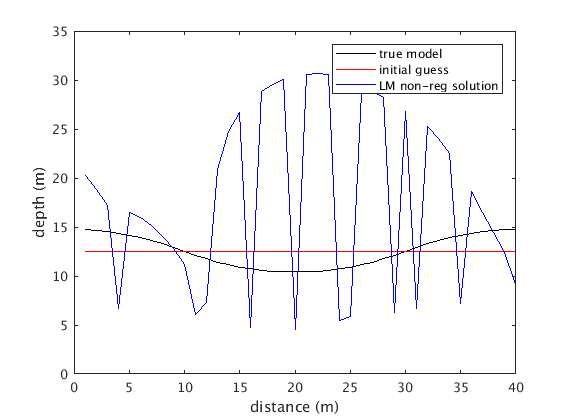 35
30
25
20
15
10
5
0
depth (m)
true model
initial guess
LM non-reg solution
0 5 10 15 20 25 30 35 40
distance (m)